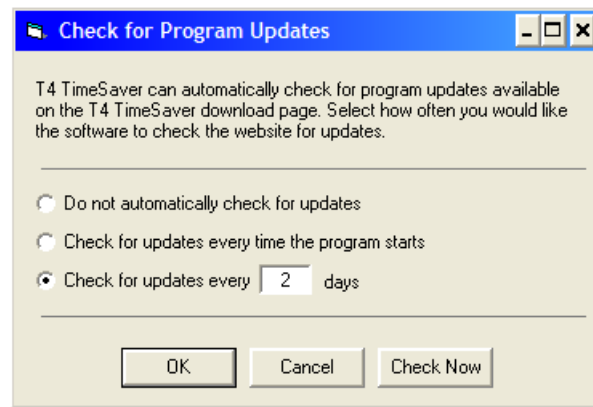 Check for Program Updates
T4 TimeSaver can automatically check for program updates available
on the T4 TimeSaver download page. Select how often you would like
the software to check the website for updates.
Do not automatically check for updates
Check for updates every time the program starts
Check for updates every 2 days
OK Cancel Check Now